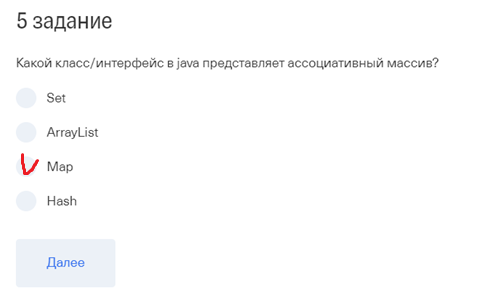 5 задание
Какой класс/интерфейс в java представляет ассоциативный массив?
Set
ArrayList
Map
Hash
Далее